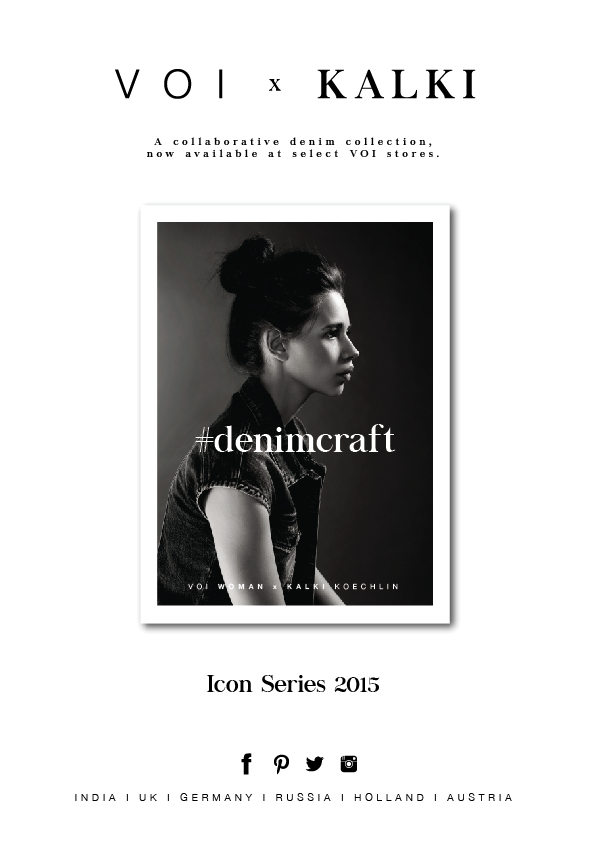 VOI x KALKI
A collaborative denim collection,
now available at select VOI stores.
#denimcraft
VOI WOMAN x KALKI KOECHLIN
Icon Series 2015
INDIA I UK I GERMANY I RUSSIA I HOLLAND I AUSTRIA